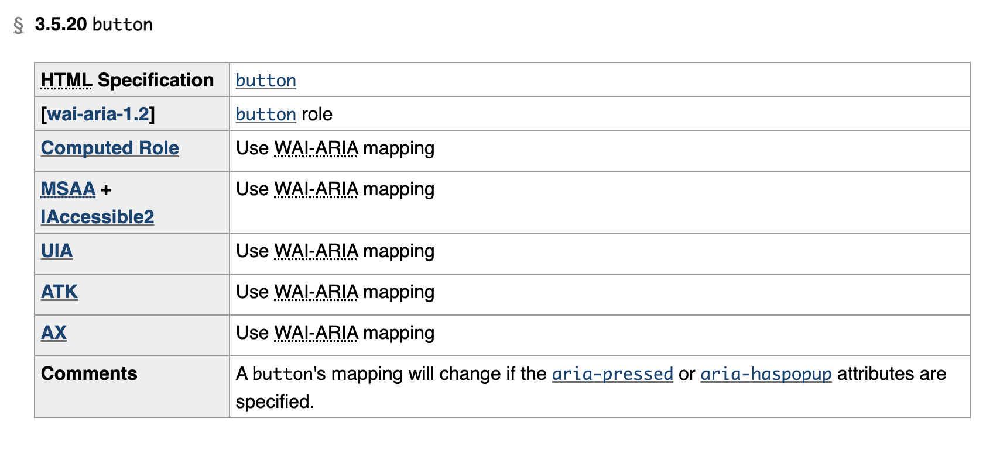 § 3.5.20 button
HTML Specification button
[wai-aria-1.2] button role
Computed Role Use WAI-ARIA mapping
MSAA + Use WAI-ARIA mapping
IAccessible2
UIA Use WAI-ARIA mapping
ATK Use WAI-ARIA mapping
AX Use WAI-ARIA mapping
Comments A button's mapping will change if the aria-pressed or aria-haspopup attributes are
specified.